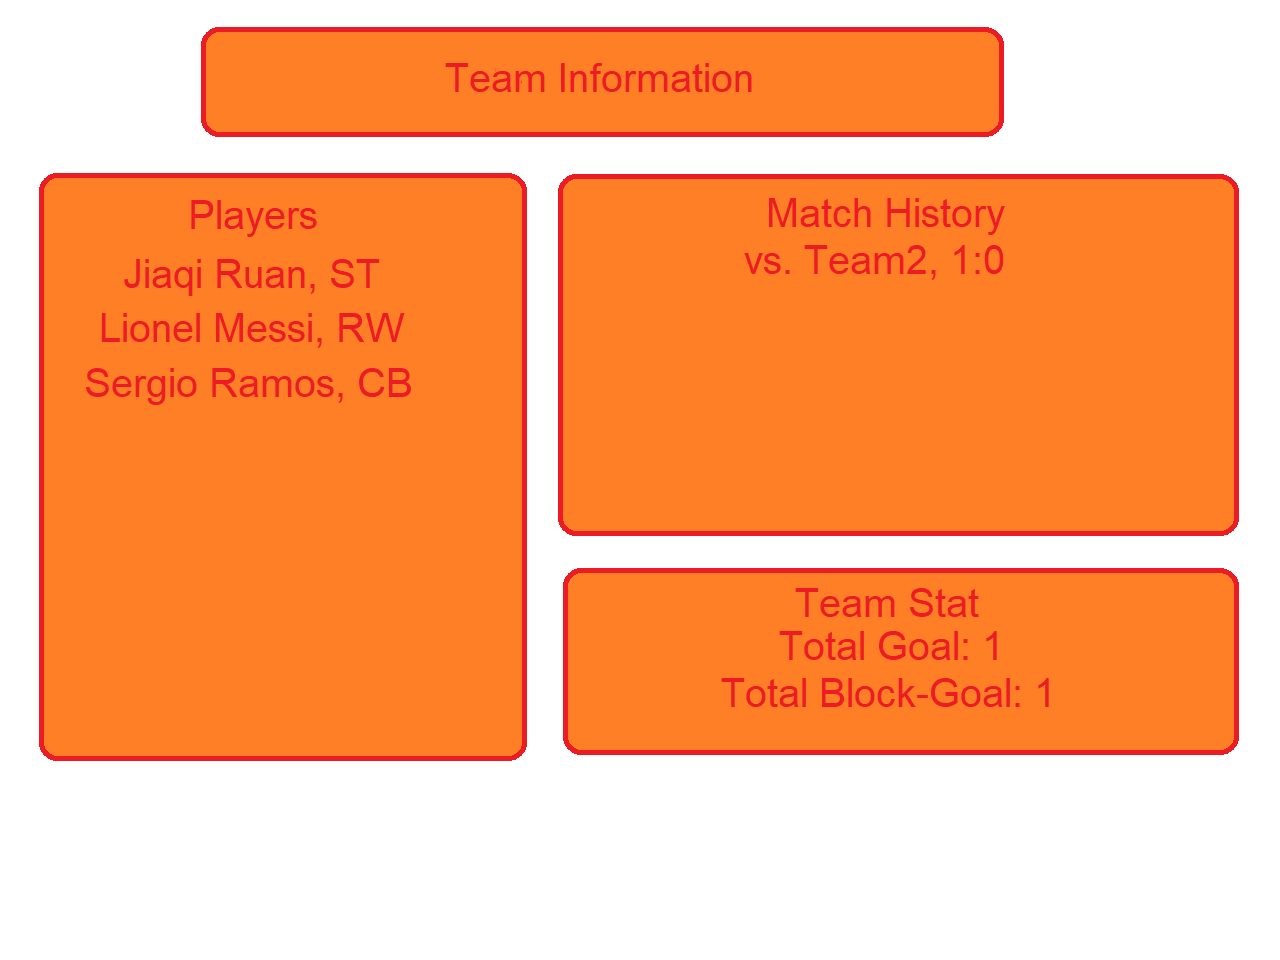 Team Information
Players
Jiaqi Ruan, ST
Lionel Messi, RW
Sergio Ramos, CB
Match History
vs. Team2, 1:0
Team Stat
Total Goal: 1
Total Block-Goal: 1